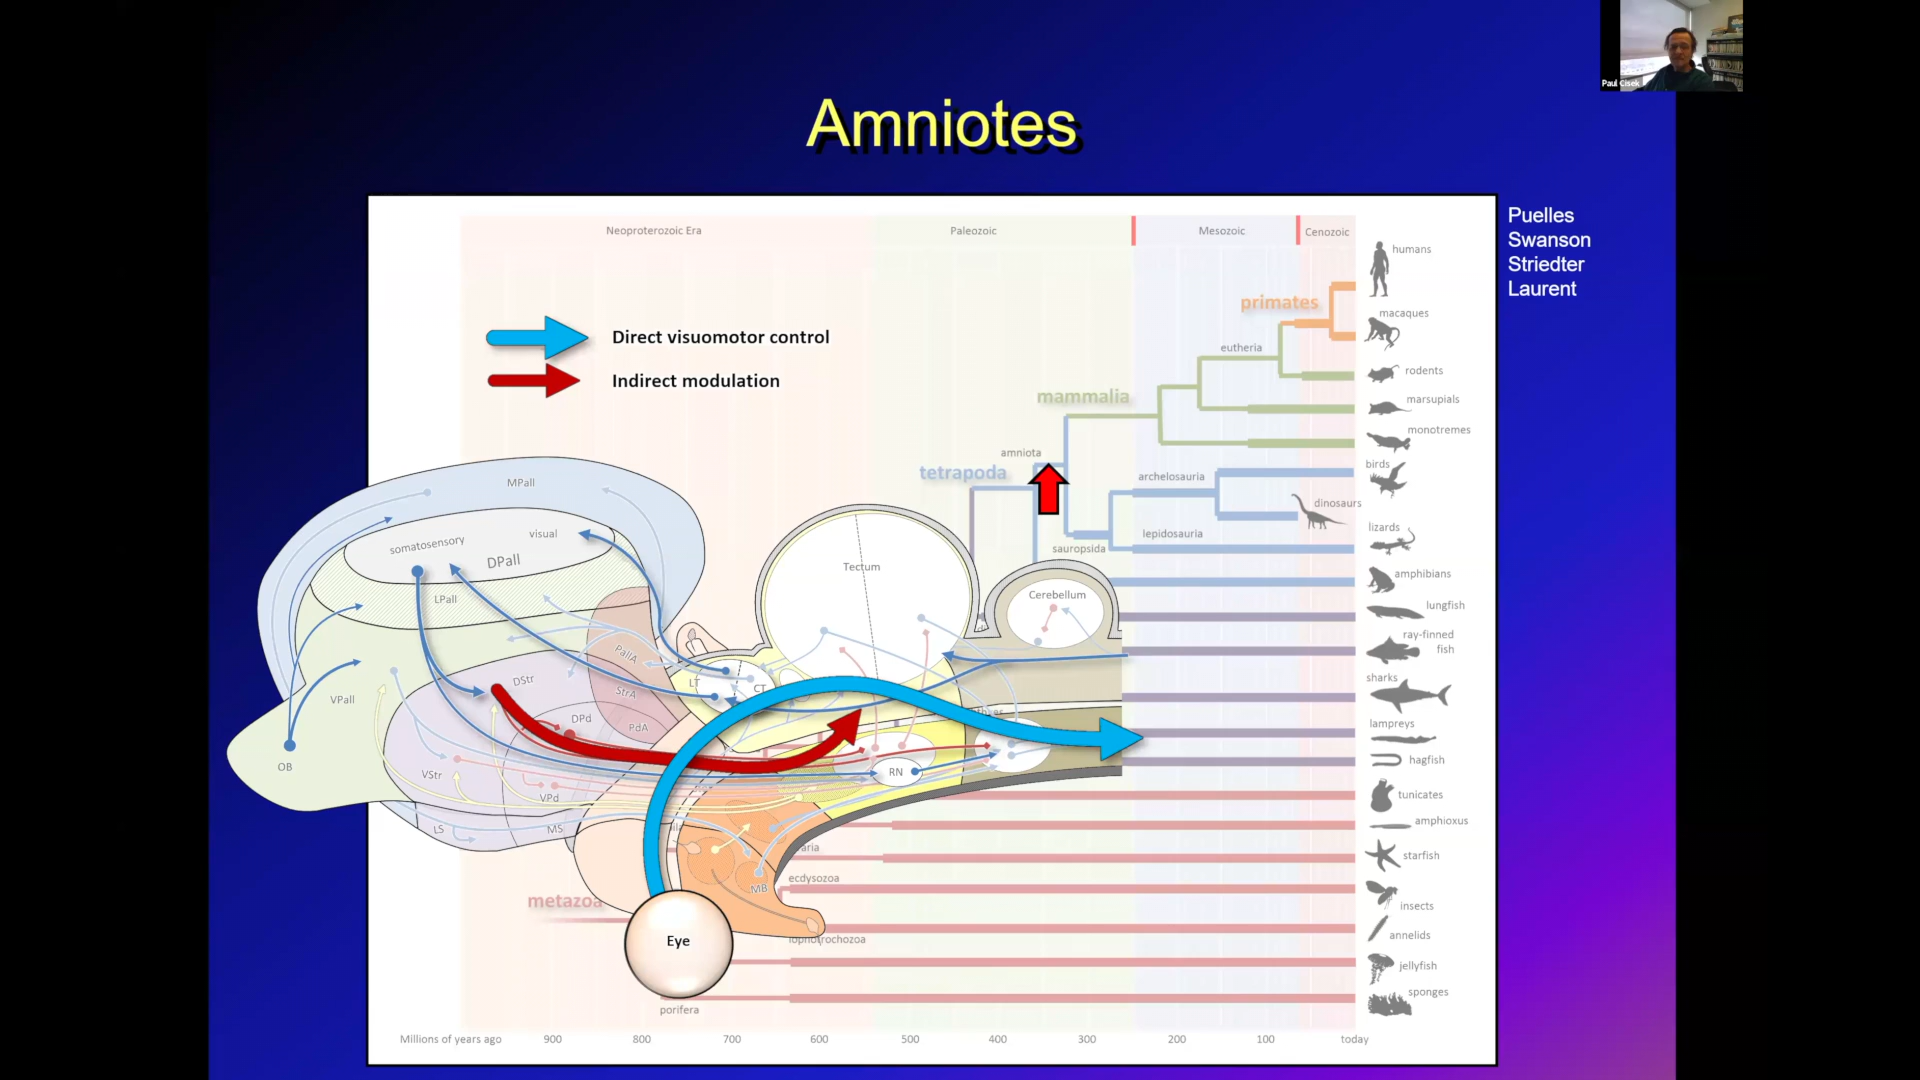 Paul Cisek
Amniotes
Puelles
Swanson
Striedter
Laurent
Neoproterozoic Era
Paleozoic
Mesozoic
Cenozoic
humans
primates
macaques
Direct visuomotor control
eutheria
rodents
Indirect modulation
mammalia
marsupials
monotremes
amniota
tetrapoda
birds
archelosauria
dinosaurs
lizards
lepidosauria
sauropsida
amphibians
lungfish
ray-finned
fish
sharks
lampreys
hagfish
tunicates
amphioxus
starfish
insects
annelids
jellyfish
sponges
MPall
somatosensory
visual
DPall
LPall
Tectum
Cerebellum
PallA
StrA
PdA
DStr
DPd
VPall
OB
VStr
VPd
LS
MS
LT
CT
RN
MB
ecdysozoa
metazoa
Eye
porifera
Millions of years ago
900
800
700
600
500
400
300
200
100
today